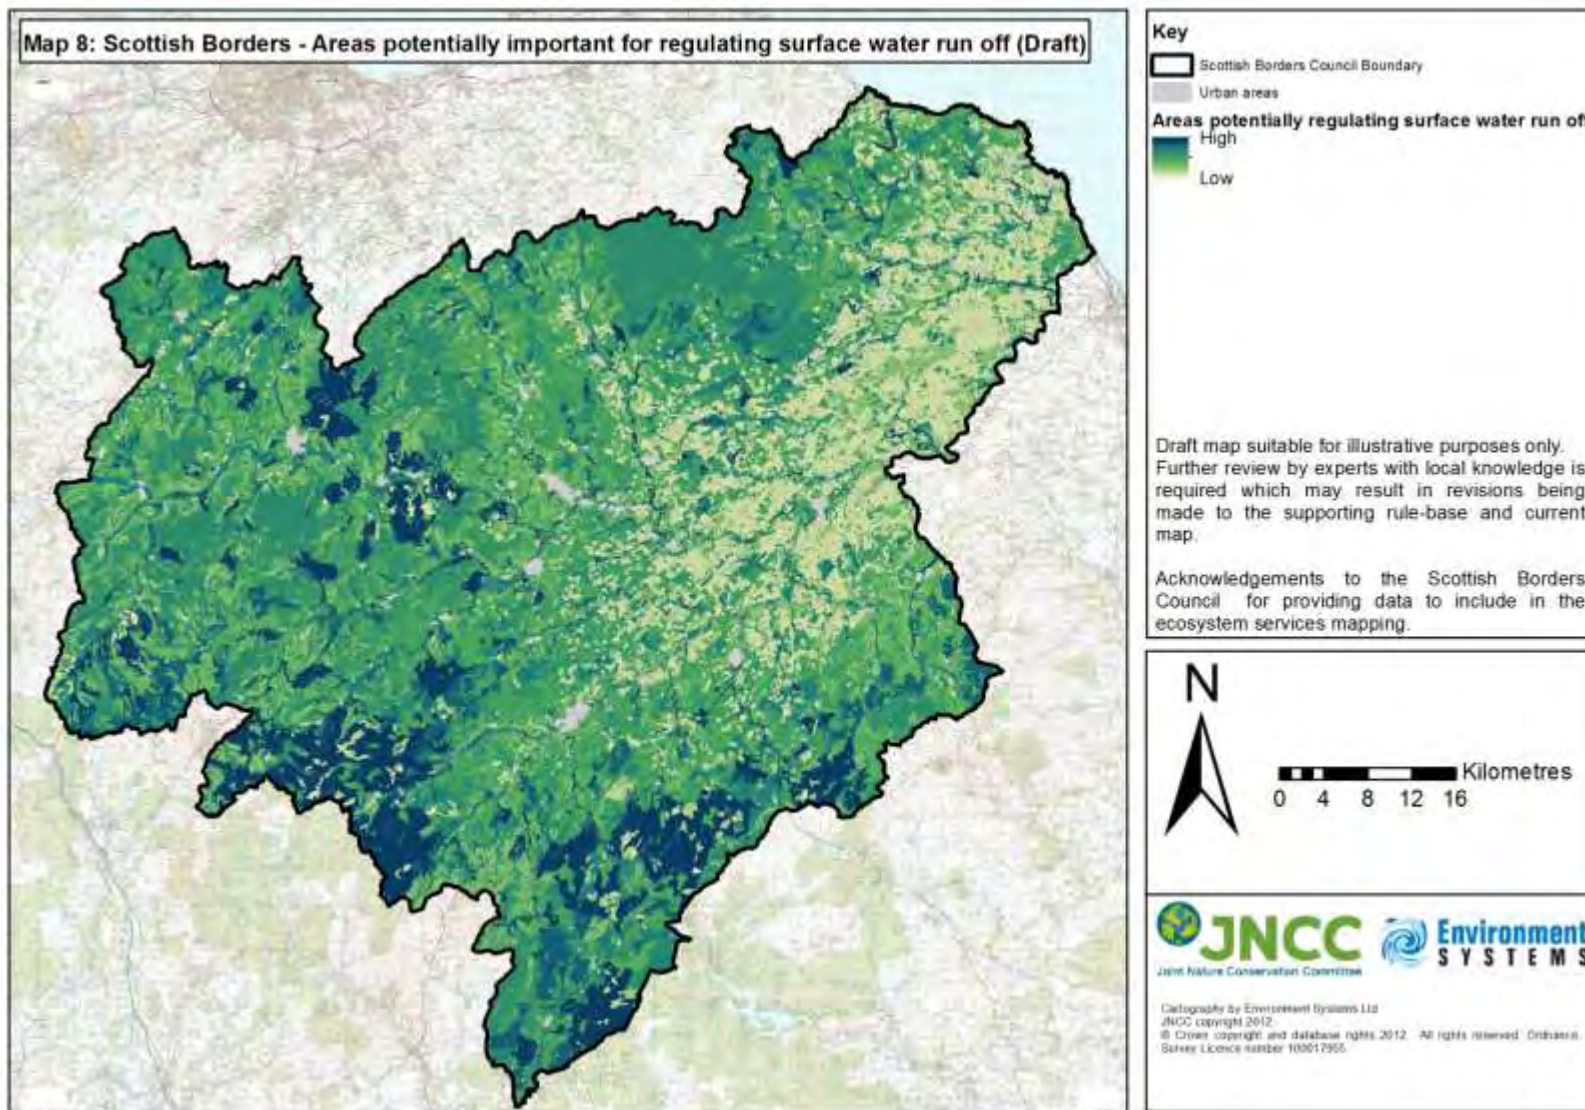 Map 8: Scottish Borders - Areas potentially important for regulating surface water run off (Draft)
Key
Scottish Borders Council Boundary
Urban areas
Areas potentially regulating surface water run off
High
Low
Draft map suitable for illustrative purposes only.
Further review by experts with local knowledge is
required which may result in revisions being
made to the supporting rule-base and current
map.
Acknowledgements to the Scottish Borders
Council for providing data to include in the
ecosystem services mapping.
N
Kilometres
0 4 8 12 16
JNCC
Joint Nature Conservation Committee
Environment
SYSTEMS
Cartography by Environment Systems Ltd
JNCC copyright 2012.
© Crown copyright and database rights 2012. All rights reserved. Ordnance
Survey Licence number 100017955